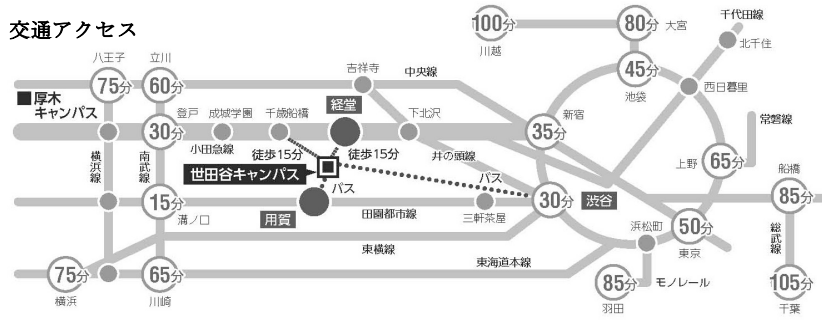 交通アクセス
100分
川越
80分
大宮
千代田線
北千住
八王子
75分
立川
60分
吉祥寺
中央線
45分
池袋
西日暮里
■厚木
キャンパス
登戸
30分
成城学園
千歳船橋
経堂
下北沢
新宿
35分
常磐線
小田急線
徒歩15分
徒歩15分
井の頭線
上野
65分
横浜線
南武線
世田谷キャンパス
バス
バス
船橋
85分
15分
溝ノ口
用賀
田園都市線
三軒茶屋
30分
渋谷
浜松町
50分
東京
総武線
東横線
東海道本線
75分
横浜
65分
川崎
85分
羽田
モノレール
105分
千葉